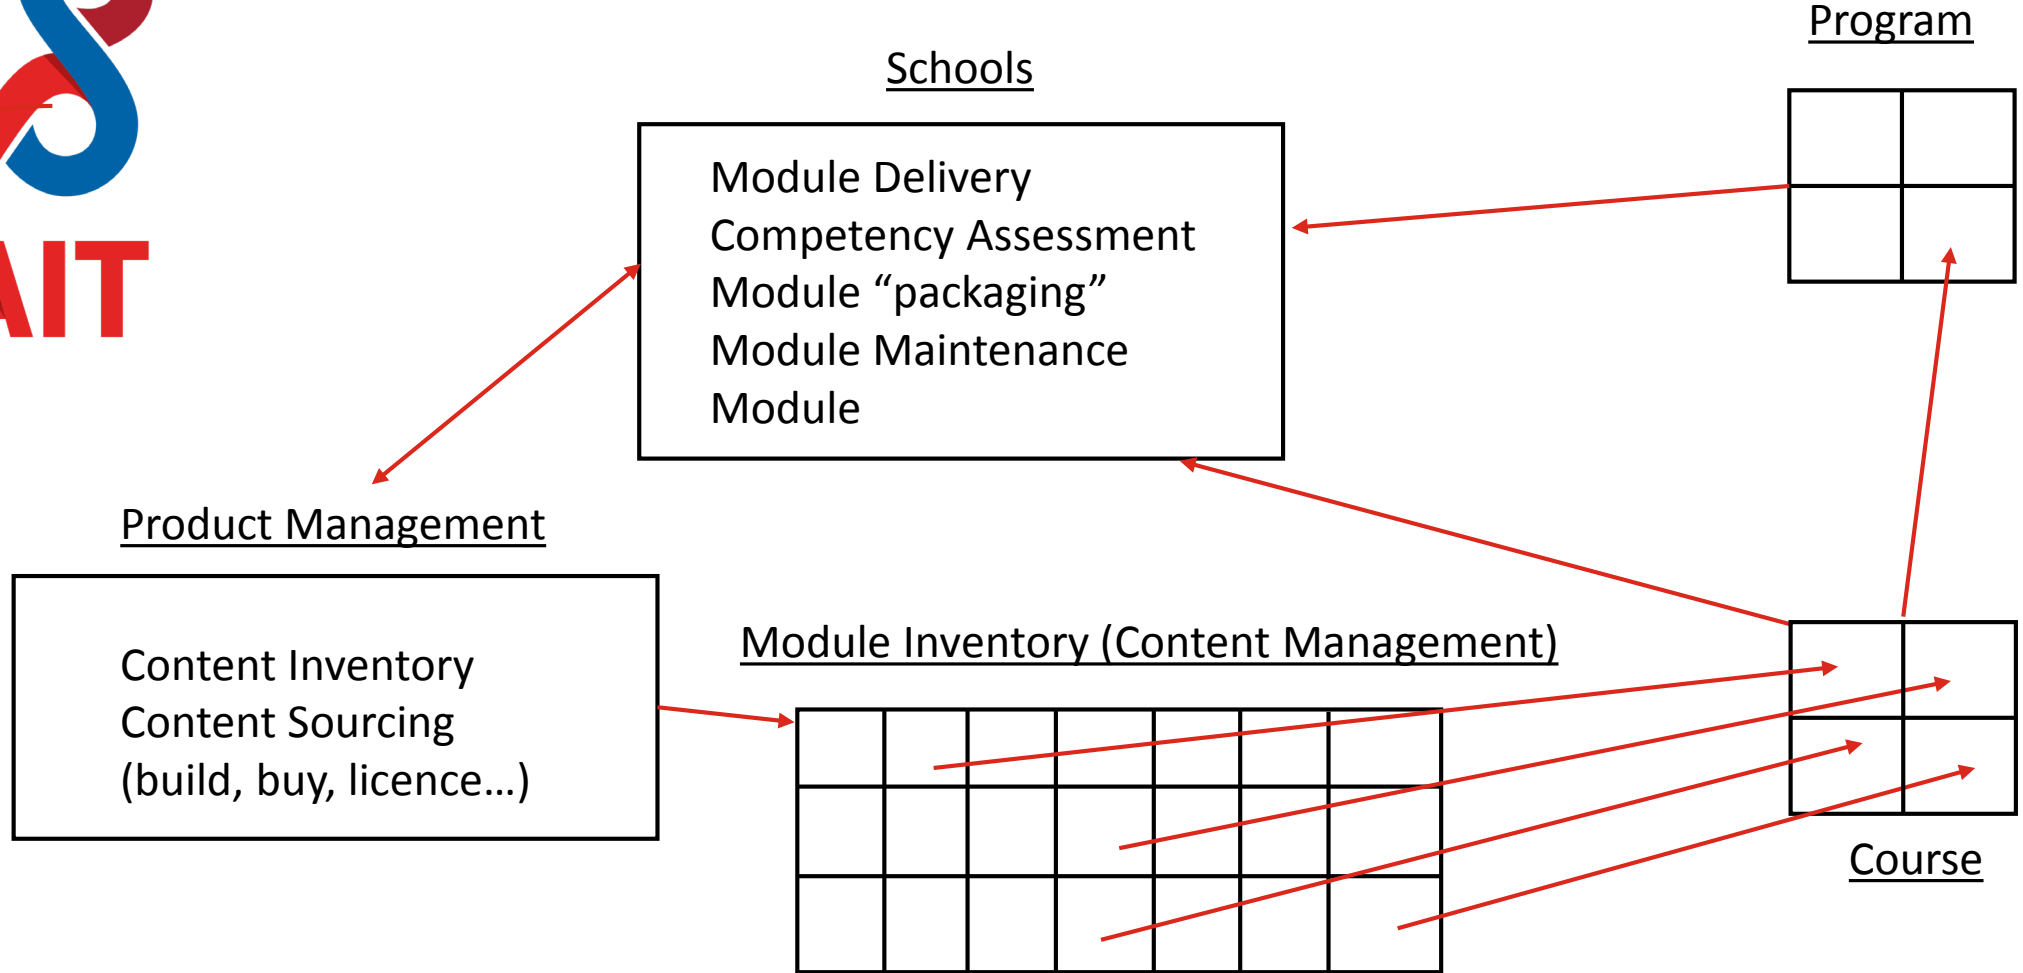 Program
Schools
Module Delivery
Competency Assessment
Module “packaging”
Module Maintenance
Module
AIT
Product Management
Content Inventory
Content Sourcing
(build, buy, licence…)
Module Inventory (Content Management)
Course